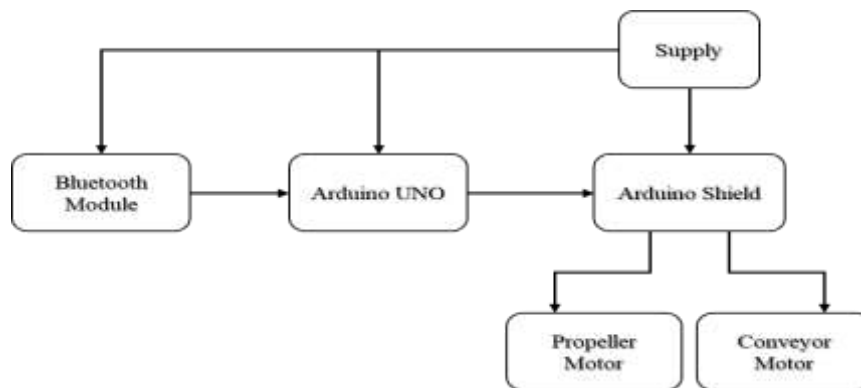 Supply
Bluetooth
Module
Arduino UNO
Arduino Shield
Propeller
Motor
Conveyor
Motor